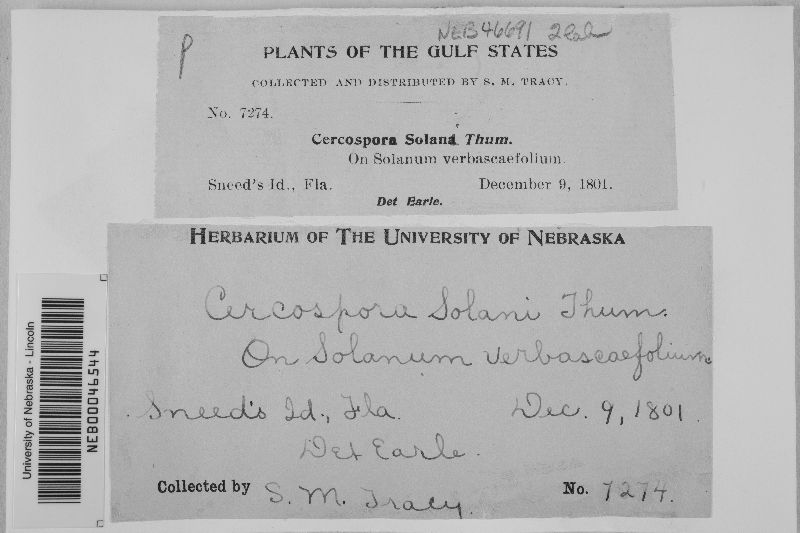 NEB46691
P
PLANTS OF THE GULF STATES
COLLECTED AND DISTRIBUTED BY S. M. TRACY.
No. 7274.
Cercospora Solani Thum.
On Solanum verbascaefolium.
Sneed's Id., Fla. December 9, 1801.
Det Earle.
HERBARIUM OF THE UNIVERSITY OF NEBRASKA
Cercospora Solani Thum.
On Solanum verbascaefolium
Sneed's Id., Fla. Dec. 9, 1801.
Det Earle.
Collected by S. M. Tracy. No. 7274.
University of Nebraska - Lincoln
NEB00046544